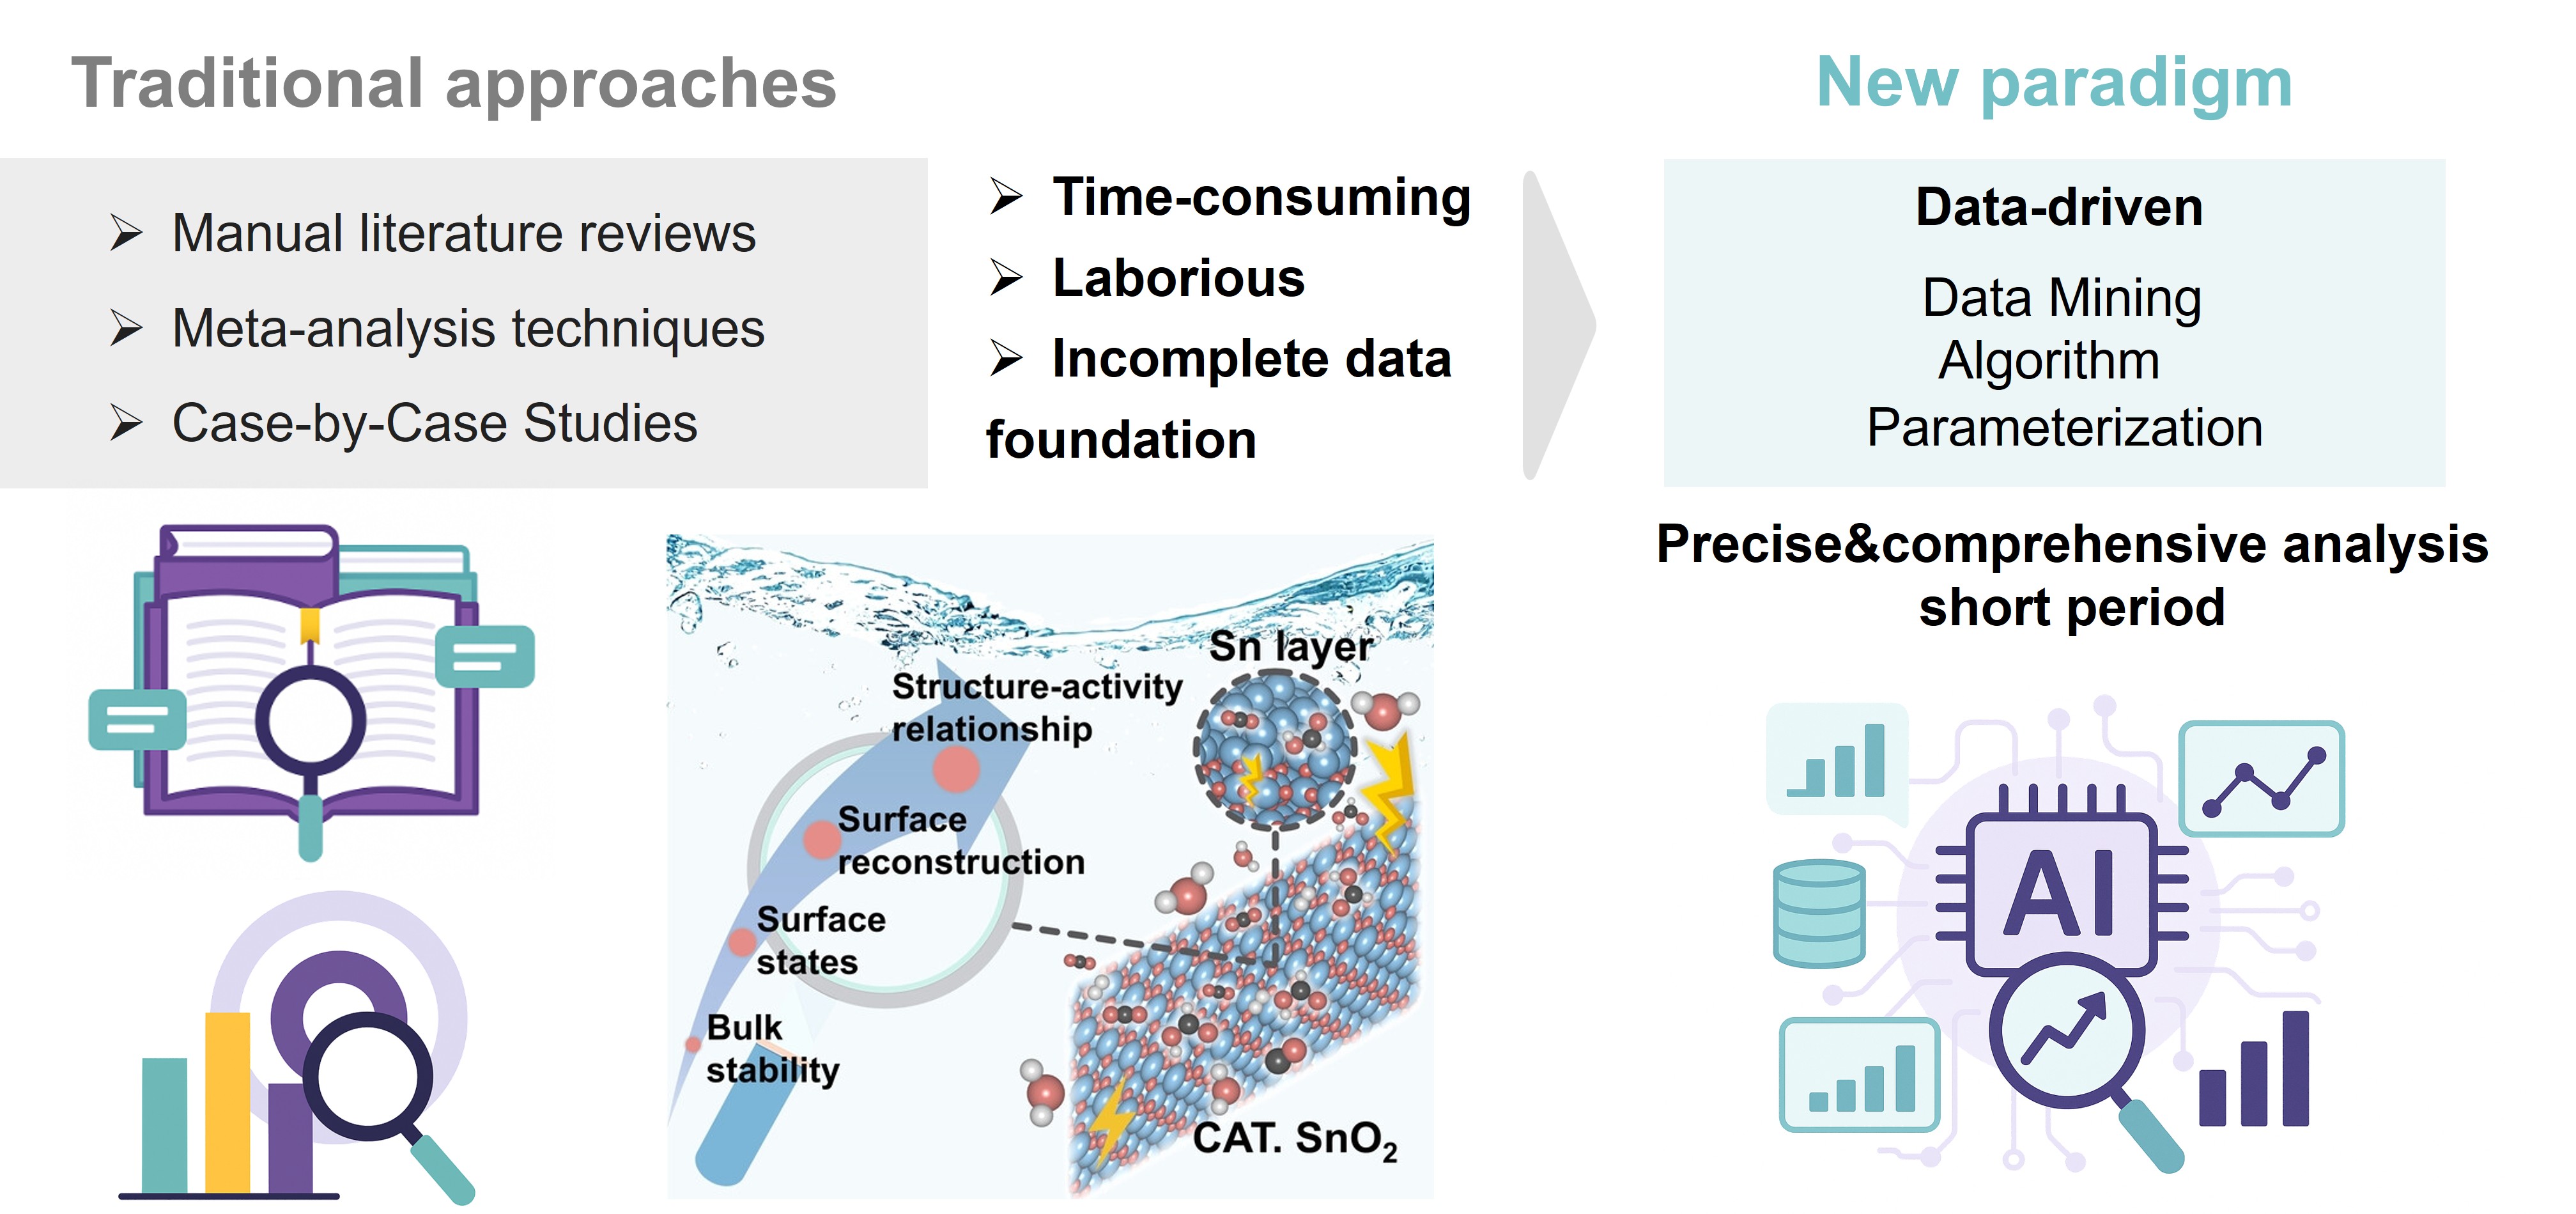 Traditional approaches
➢ Manual literature reviews
➢ Meta-analysis techniques
➢ Case-by-Case Studies
➢ Time-consuming
➢ Laborious
➢ Incomplete data
foundation
New paradigm
Data-driven
Data Mining
Algorithm
Parameterization
Precise&comprehensive analysis
short period
Sn layer
Structure-activity
relationship
Surface
reconstruction
Surface
states
Bulk
stability
CAT. SnO₂
AI